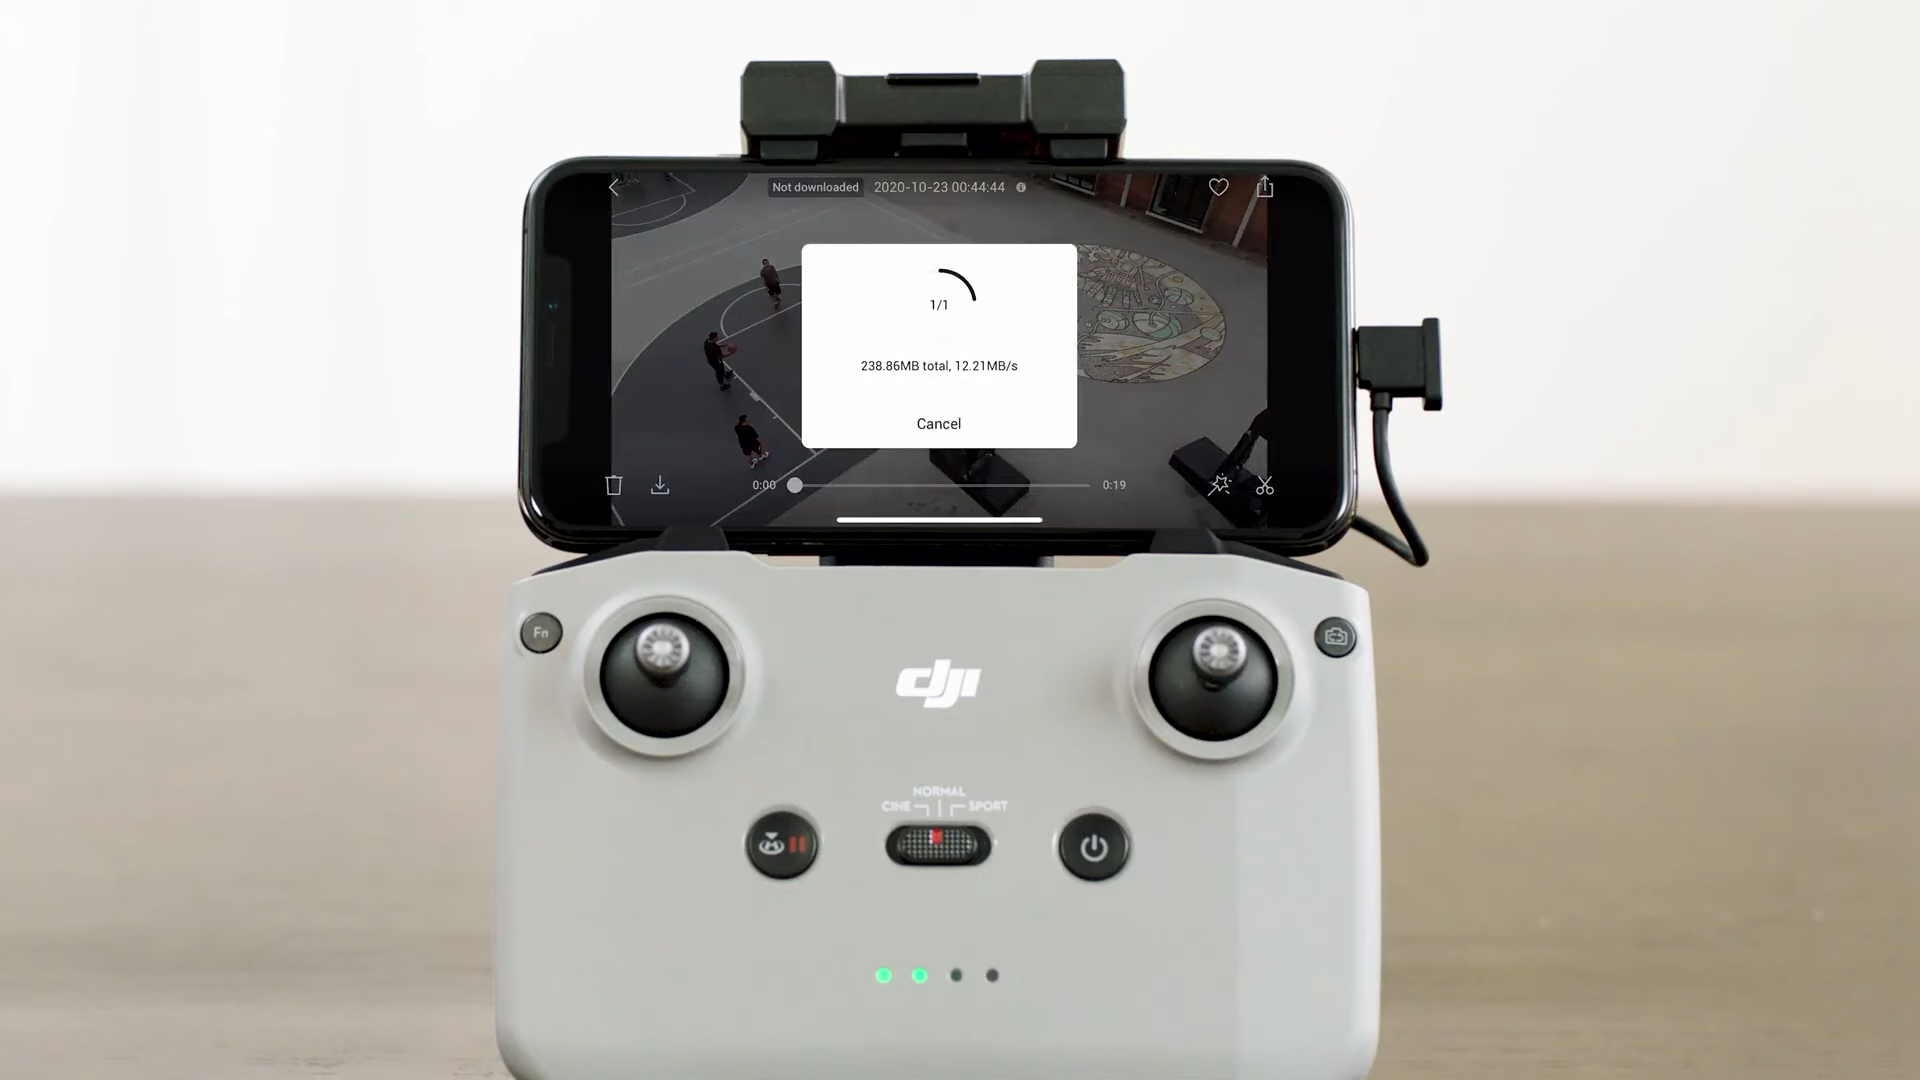 Not downloaded 2020-10-23 00:44:44
1/1
238.86MB total, 12.21MB/s
Cancel
0:00 0:19
Fn
dji
NORMAL
CINE SPORT